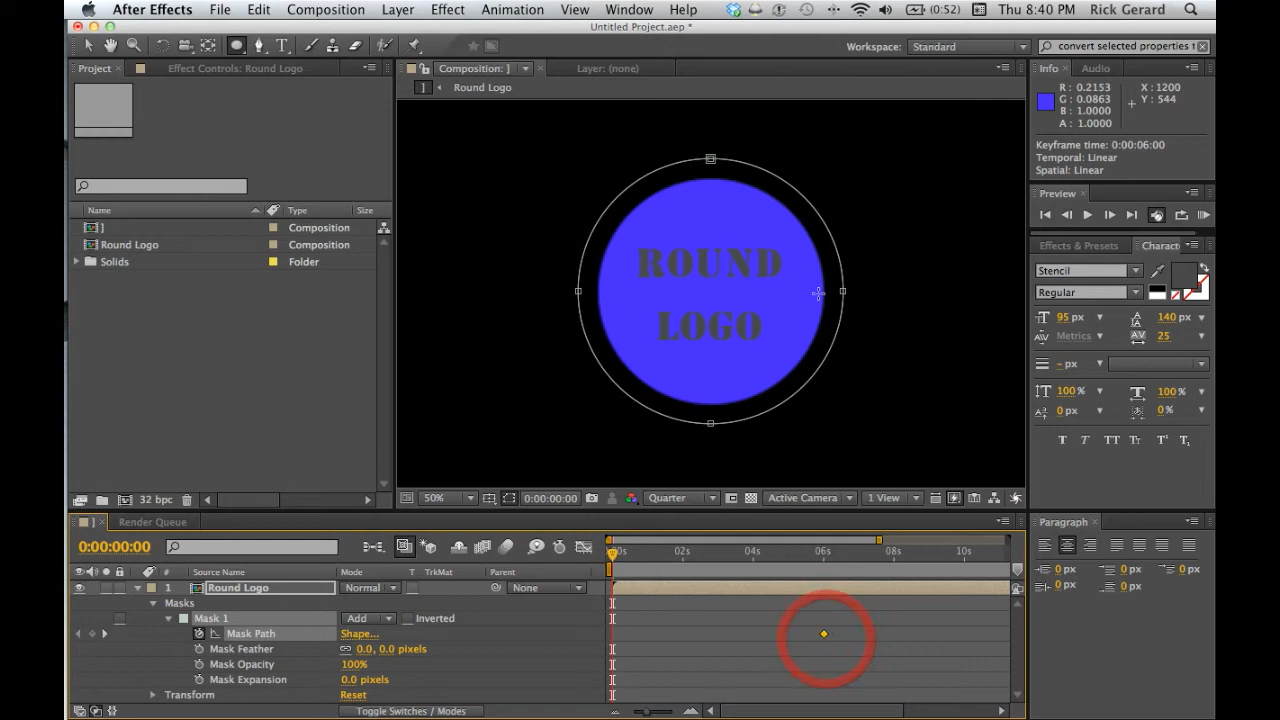 After Effects File Edit Composition Layer Effect Animation View Window Help (0:52) Thu 8:40 PM Rick Gerard
Untitled Project.aep *
Workspace: Standard convert selected properties t
Project Effect Controls: Round Logo Composition: ] Layer: (none) Info Audio
] Round Logo
R: 0.2153
G: 0.0863
B: 1.0000
A: 1.0000
X: 1200
Y: 544
Keyframe time: 0:00:06:00
Temporal: Linear
Spatial: Linear
Preview
Name Type Size
] Composition
Round Logo Composition
Solids Folder
ROUND
LOGO
Effects & Presets Charact
Stencil
Regular
95 px 140 px
Metrics 25
- px
100% 100%
0 px 0%
T T TT Tr T¹ T₁
32 bpc
50% 0:00:00:00 Quarter Active Camera 1 View
] Render Queue Paragraph
0:00:00:00
0s 02s 04s 06s 08s 10s
0 px 0 px 0 px
0 px 0 px
Source Name Mode T TrkMat Parent
1 Round Logo Normal None
Masks
Mask 1 Add Inverted
Mask Path Shape...
Mask Feather 0.0, 0.0 pixels
Mask Opacity 100%
Mask Expansion 0.0 pixels
Transform Reset
Toggle Switches / Modes